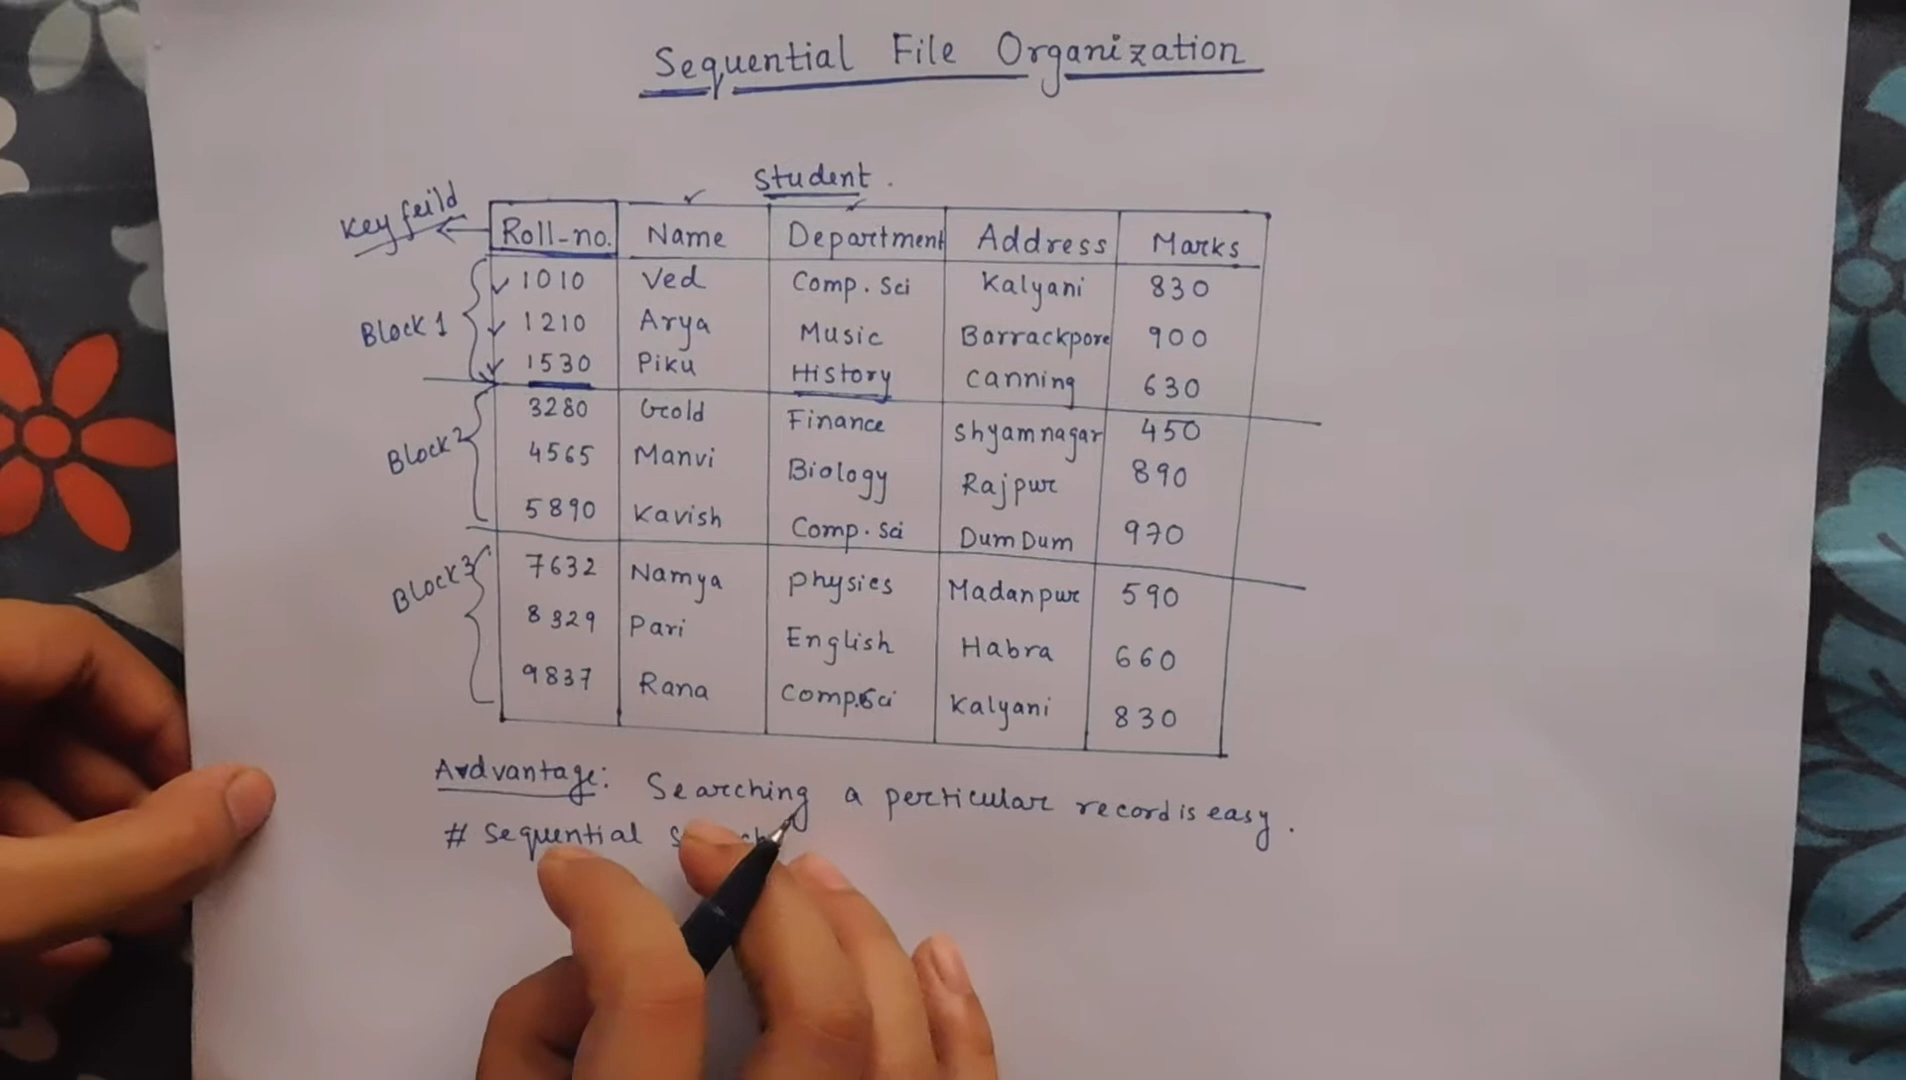 Sequential File Organization
Student.
Key feild
Roll-no. Name Department Address Marks
Block 1
1010 Ved Comp. Sci Kalyani 830
1210 Arya Music Barrackpore 900
1530 Piku History Canning 630
Block 2
3280 Gold Finance Shyamnagar 450
4565 Manvi Biology Rajpur 890
5890 Kavish Comp. Sci DumDum 970
Block 3
7632 Namya Physics Madanpur 590
8329 Pari English Habra 660
9837 Rana Comp.Sci Kalyani 830
Advantage: Searching a perticular record is easy.
# Sequential